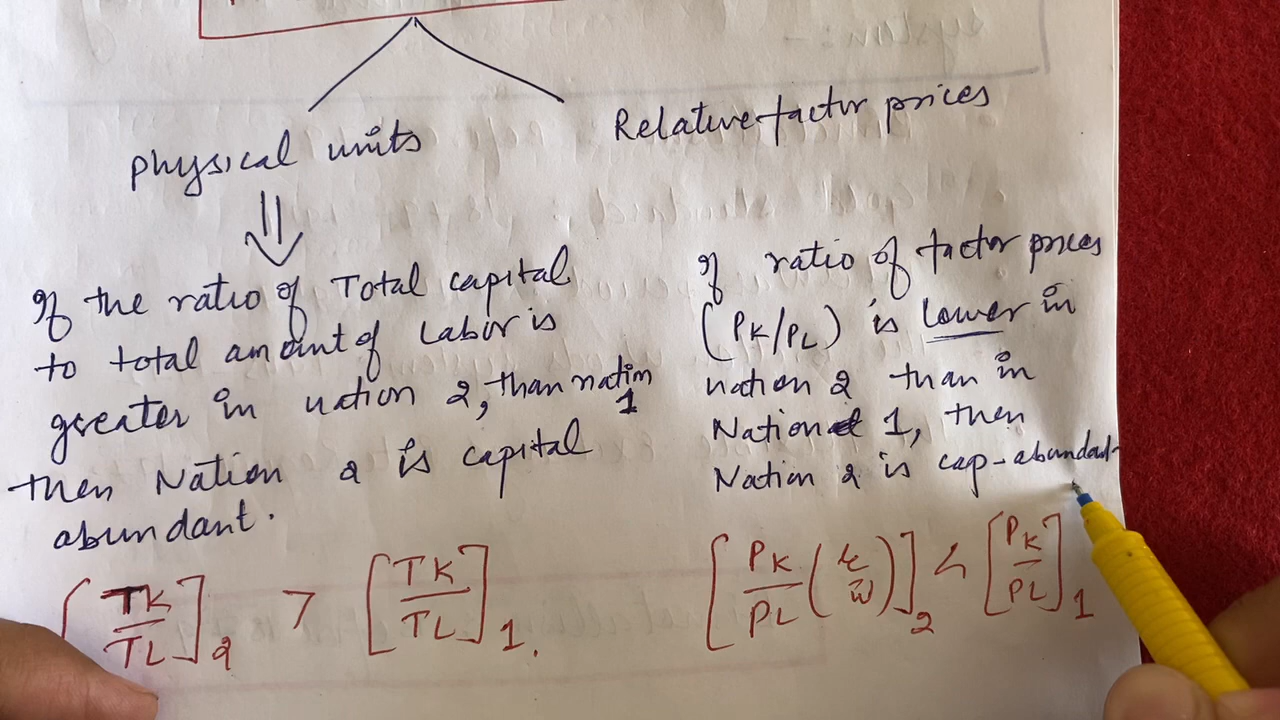 Physical units
Relative factor prices
If the ratio of Total capital
to total amount of Labor is
greater in nation 2, than nation
1
then Nation 2 is capital
abundant.
[TK/TL]2 > [TK/TL]1.
If ratio of factor prices
(PK/PL) is Lower in
nation 2 than in
Nation 1, then
Nation 2 is cap-abundant
[PK/PL (r/w)]2 < [PK/PL]1